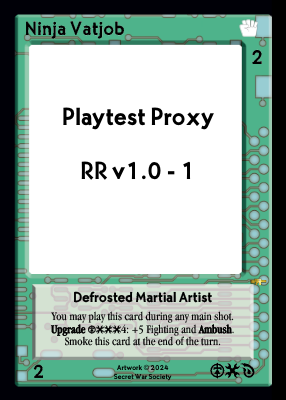 Ninja Vatjob
2
Playtest Proxy
RR v1.0 - 1
Defrosted Martial Artist
You may play this card during any main shot.
Upgrade 4: +5 Fighting and Ambush.
Smoke this card at the end of the turn.
2
Artwork © 2024
Secret War Society